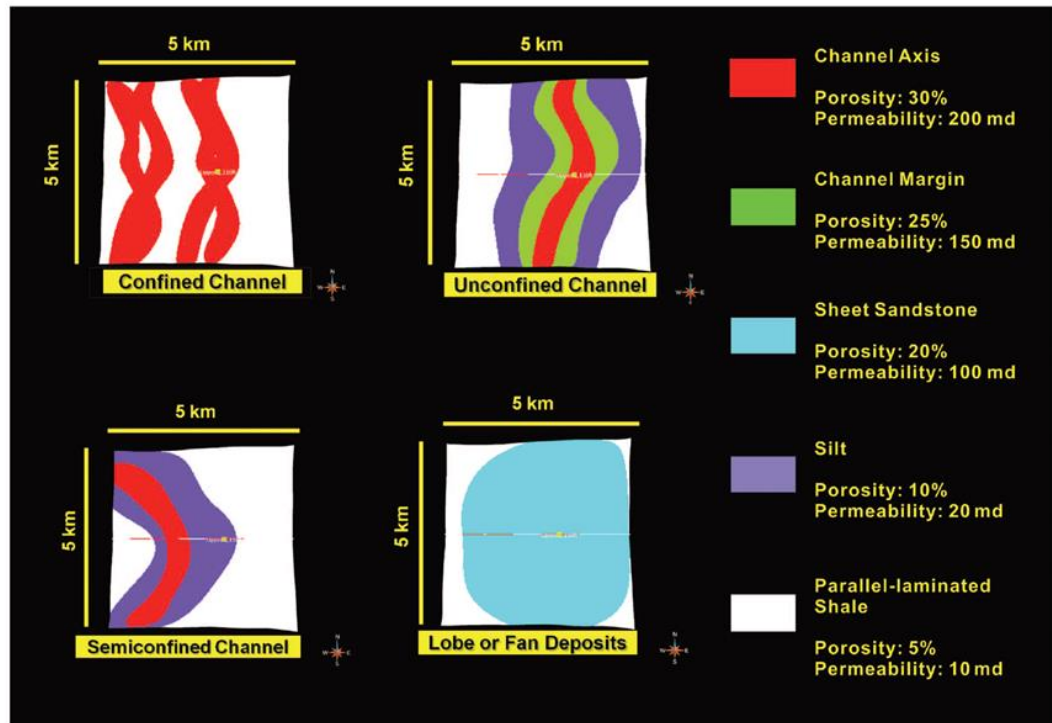 5 km
5 km
Confined Channel
5 km
5 km
Unconfined Channel
5 km
5 km
Semiconfined Channel
5 km
5 km
Lobe or Fan Deposits
Channel Axis
Porosity: 30%
Permeability: 200 md
Channel Margin
Porosity: 25%
Permeability: 150 md
Sheet Sandstone
Porosity: 20%
Permeability: 100 md
Silt
Porosity: 10%
Permeability: 20 md
Parallel-laminated
Shale
Porosity: 5%
Permeability: 10 md